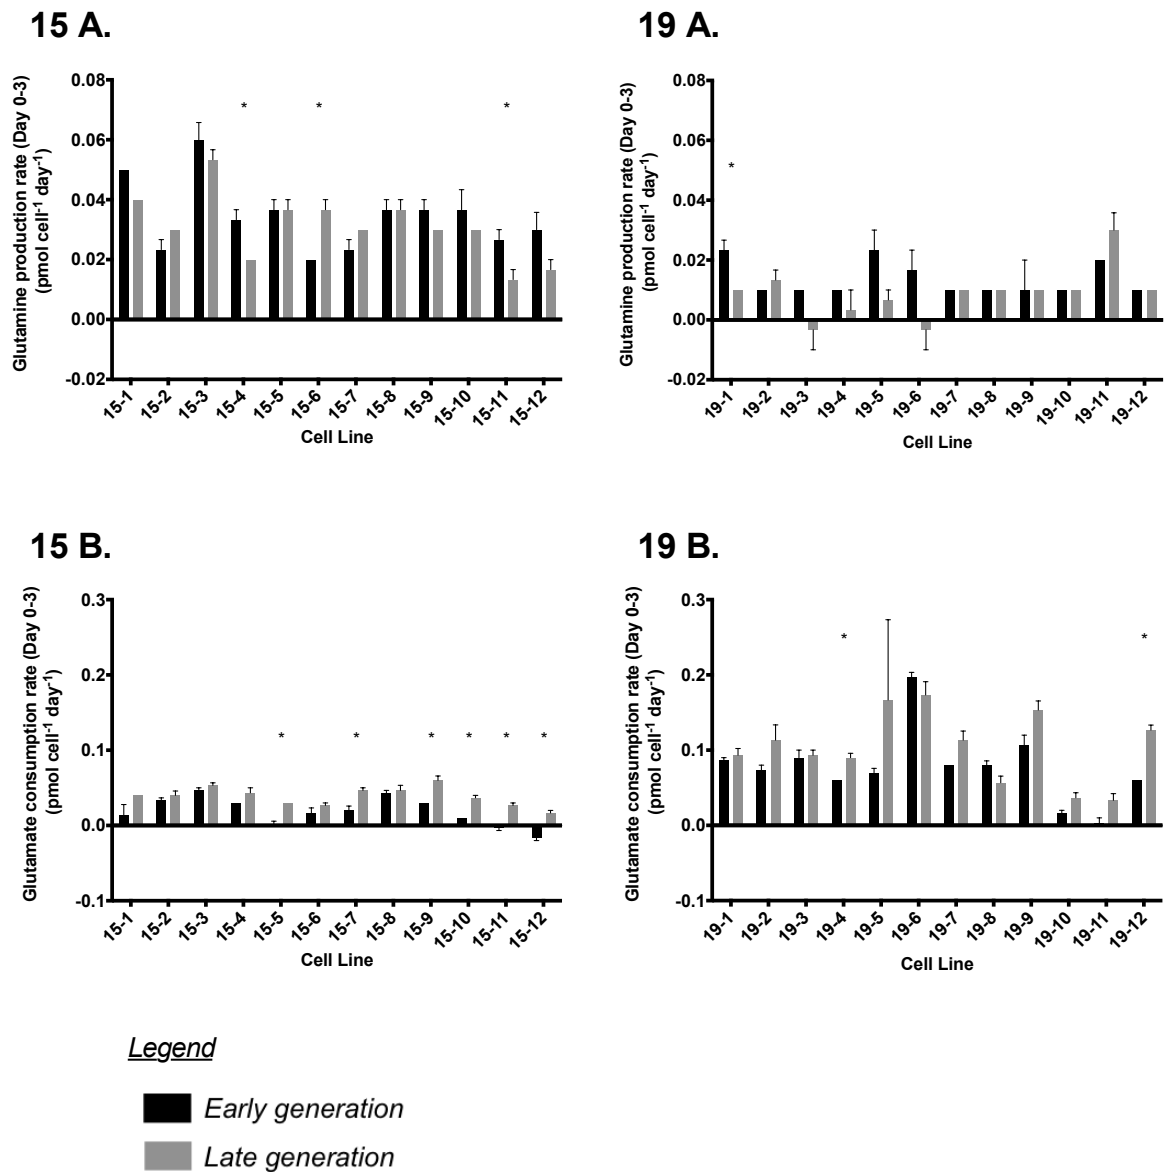 15 A.
Glutamine production rate (Day 0-3)
(pmol cell-1 day-1)
0.08
0.06
0.04
0.02
0.00
-0.02
* * *
15-1 15-2 15-3 15-4 15-5 15-6 15-7 15-8 15-9 15-10 15-11 15-12
Cell Line
19 A.
Glutamine production rate (Day 0-3)
(pmol cell-1 day-1)
0.08
0.06
0.04
0.02
0.00
-0.02
*
19-1 19-2 19-3 19-4 19-5 19-6 19-7 19-8 19-9 19-10 19-11 19-12
Cell Line
15 B.
Glutamate consumption rate (Day 0-3)
(pmol cell-1 day-1)
0.3
0.2
0.1
0.0
-0.1
* * * * * *
15-1 15-2 15-3 15-4 15-5 15-6 15-7 15-8 15-9 15-10 15-11 15-12
Cell Line
19 B.
Glutamate consumption rate (Day 0-3)
(pmol cell-1 day-1)
0.3
0.2
0.1
0.0
-0.1
* *
19-1 19-2 19-3 19-4 19-5 19-6 19-7 19-8 19-9 19-10 19-11 19-12
Cell Line
Legend
Early generation
Late generation